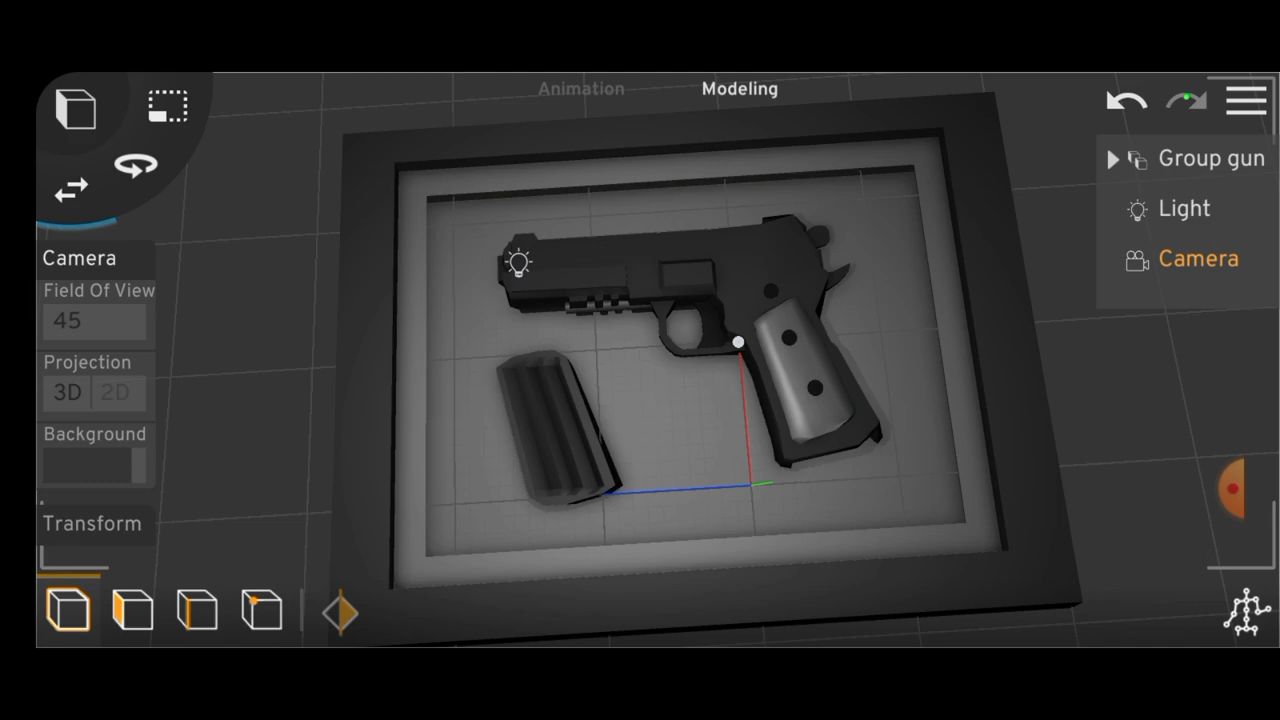 Animation
Modeling
Group gun
Light
Camera
Camera
Field Of View
45
Projection
3D 2D
Background
Transform